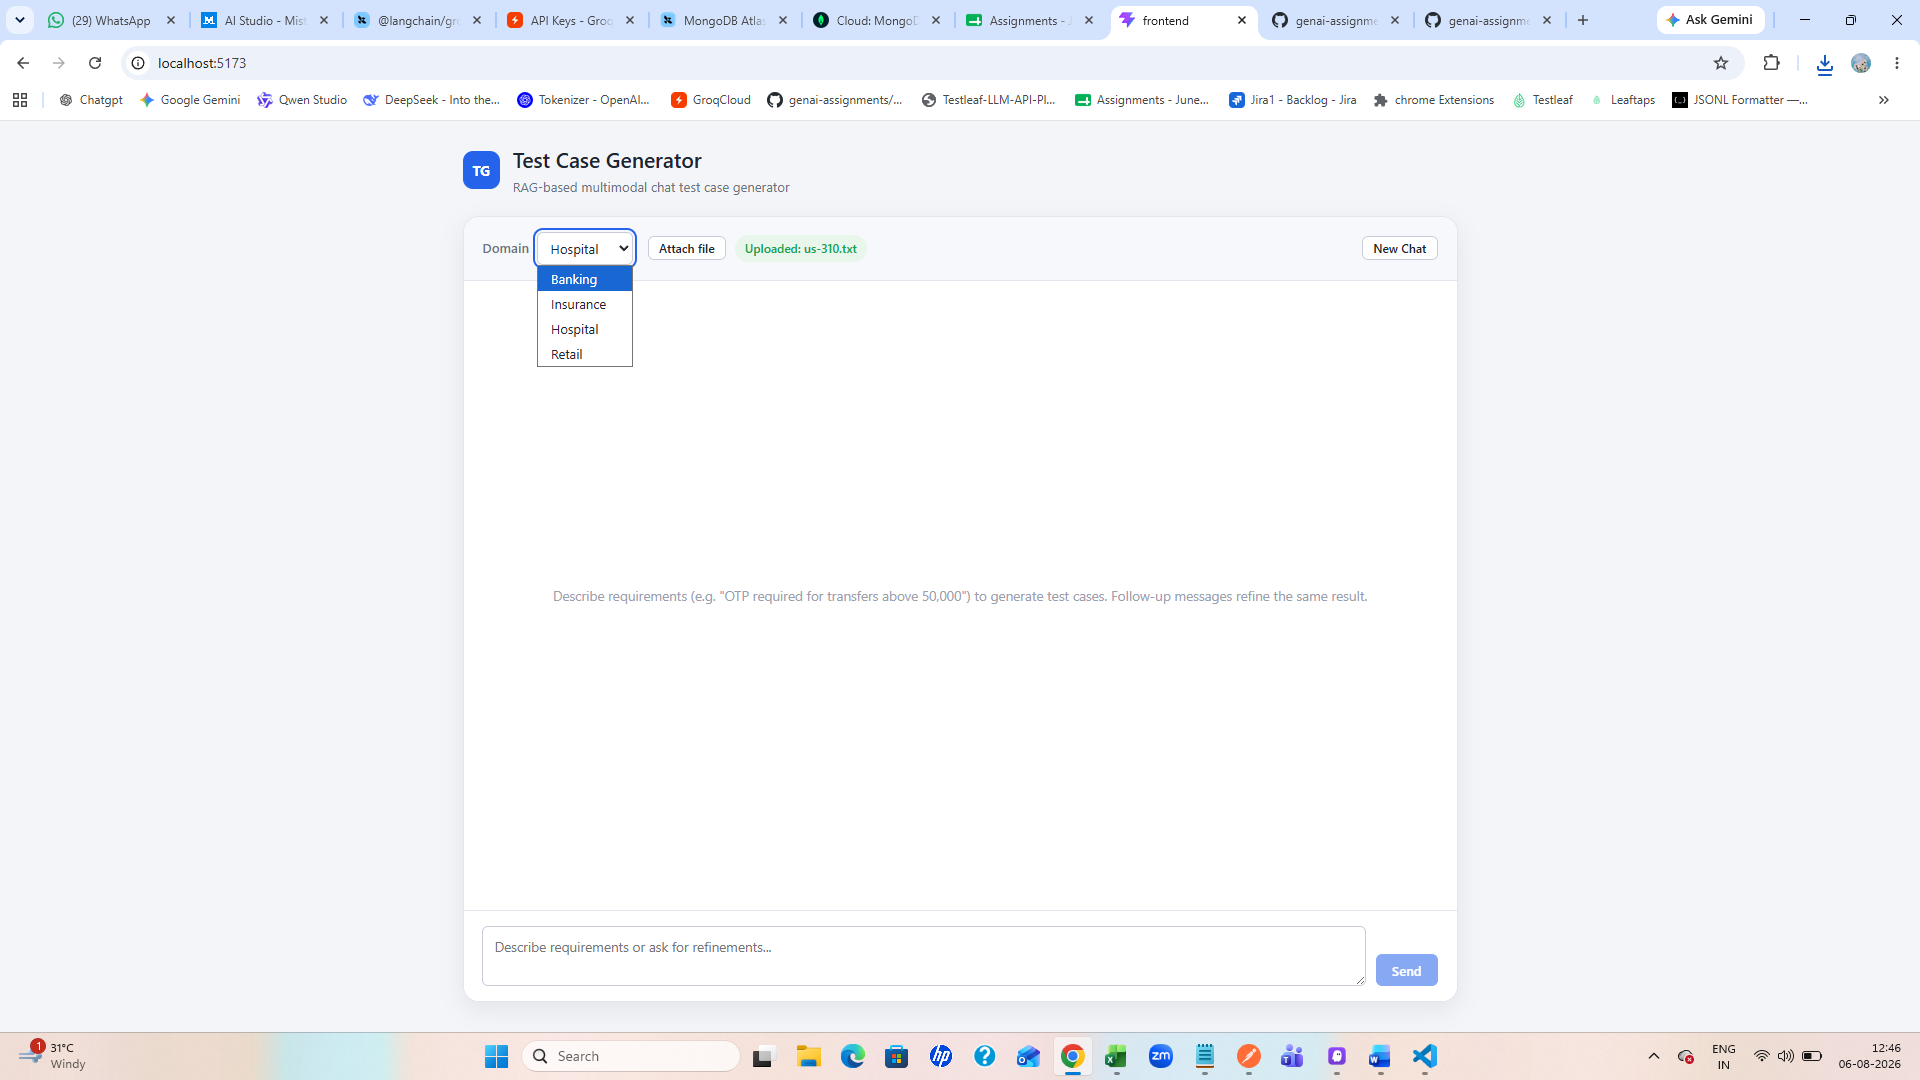 (29) WhatsApp
AI Studio - Mist
@langchain/gro
API Keys - Groq
MongoDB Atlas
Cloud: MongoD
Assignments - J
frontend
genai-assignme
genai-assignme
Ask Gemini
localhost:5173
Chatgpt
Google Gemini
Qwen Studio
DeepSeek - Into the...
Tokenizer - OpenAI...
GroqCloud
genai-assignments/...
Testleaf-LLM-API-Pl...
Assignments - June...
Jira1 - Backlog - Jira
chrome Extensions
Testleaf
Leaftaps
JSONL Formatter —...
TG
Test Case Generator
RAG-based multimodal chat test case generator
Domain
Hospital
Attach file
Uploaded: us-310.txt
New Chat
Banking
Insurance
Hospital
Retail
Describe requirements (e.g. "OTP required for transfers above 50,000") to generate test cases. Follow-up messages refine the same result.
Describe requirements or ask for refinements...
Send
1
31°C
Windy
Search
hp
zm
ENG
IN
12:46
06-08-2026